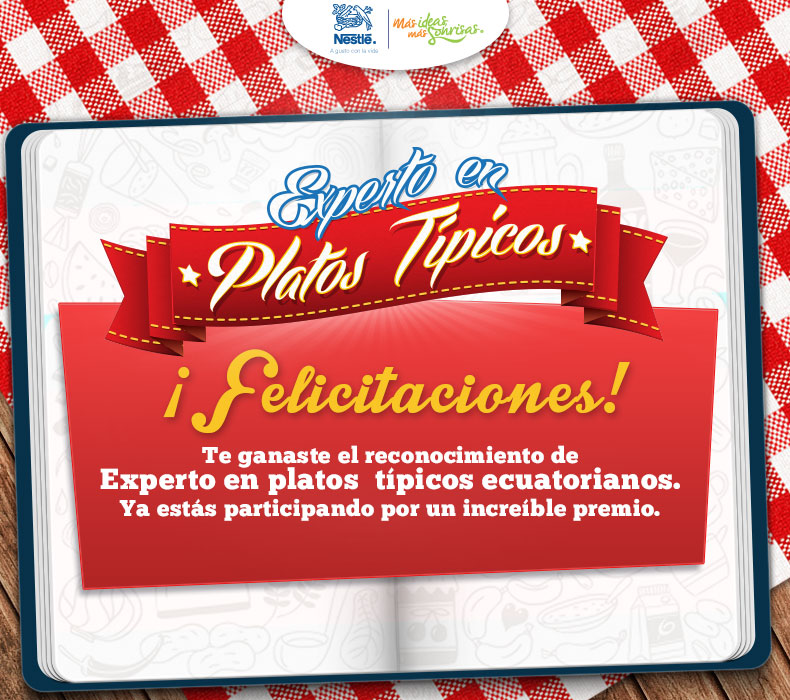 Nestlé.
A gusto con la vida
Más ideas
más Sonrisas.
Experto en
Platos Típicos
¡Felicitaciones!
Te ganaste el reconocimiento de
Experto en platos típicos ecuatorianos.
Ya estás participando por un increíble premio.